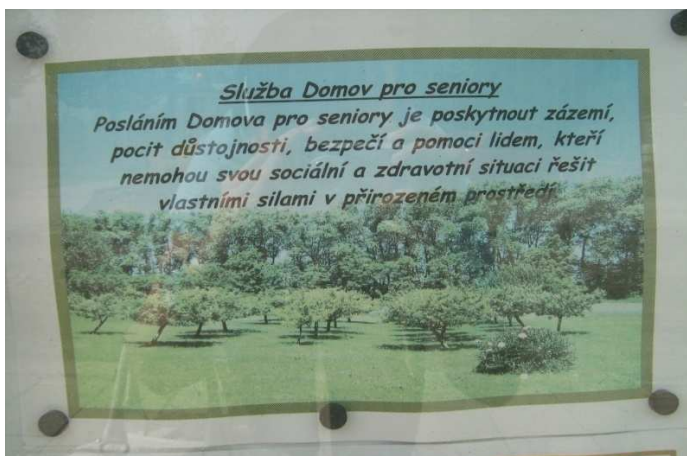 Služba Domov pro seniory
Posláním Domova pro seniory je poskytnout zázemí,
pocit důstojnosti, bezpečí a pomoci lidem, kteří
nemohou svou sociální a zdravotní situaci řešit
vlastními silami v přirozeném prostředí